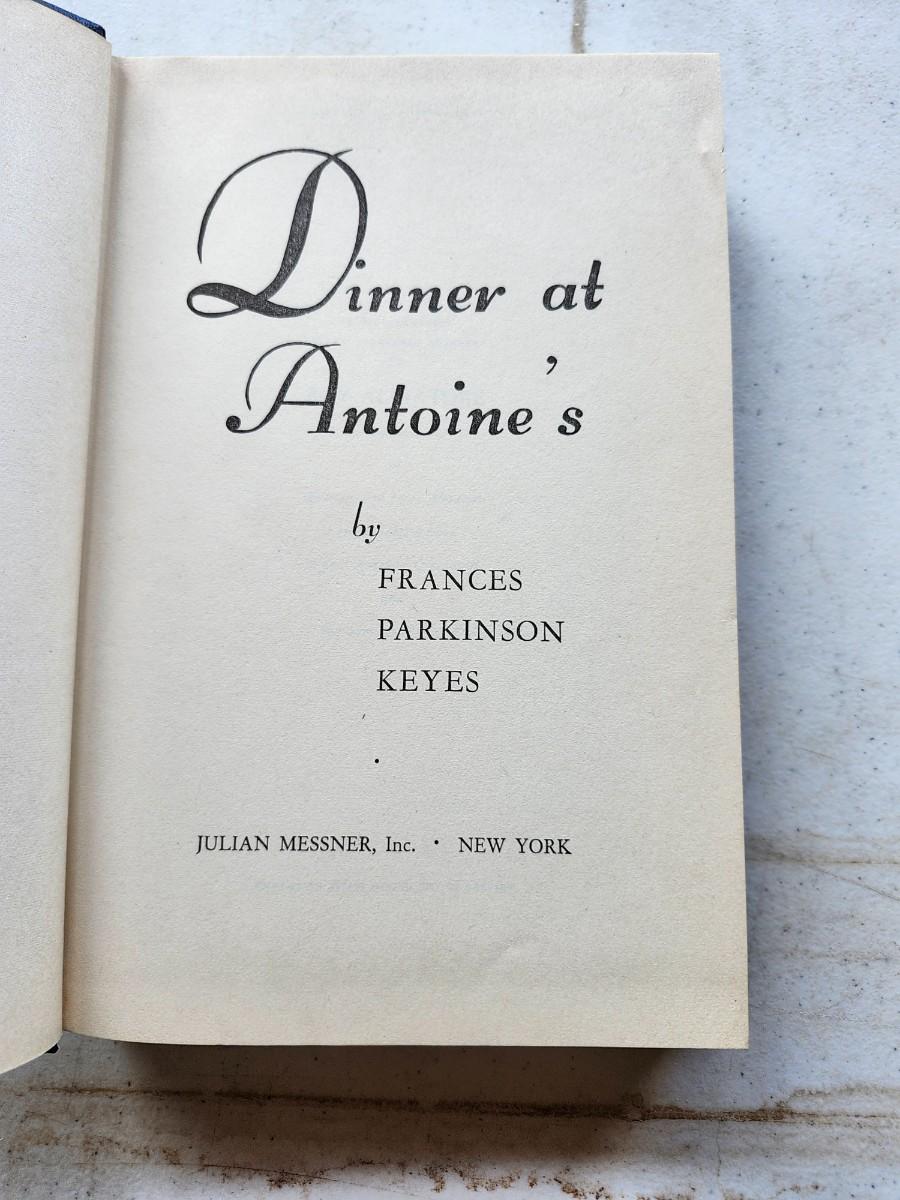 Dinner at
Antoine's
by
FRANCES
PARKINSON
KEYES
JULIAN MESSNER, Inc. · NEW YORK